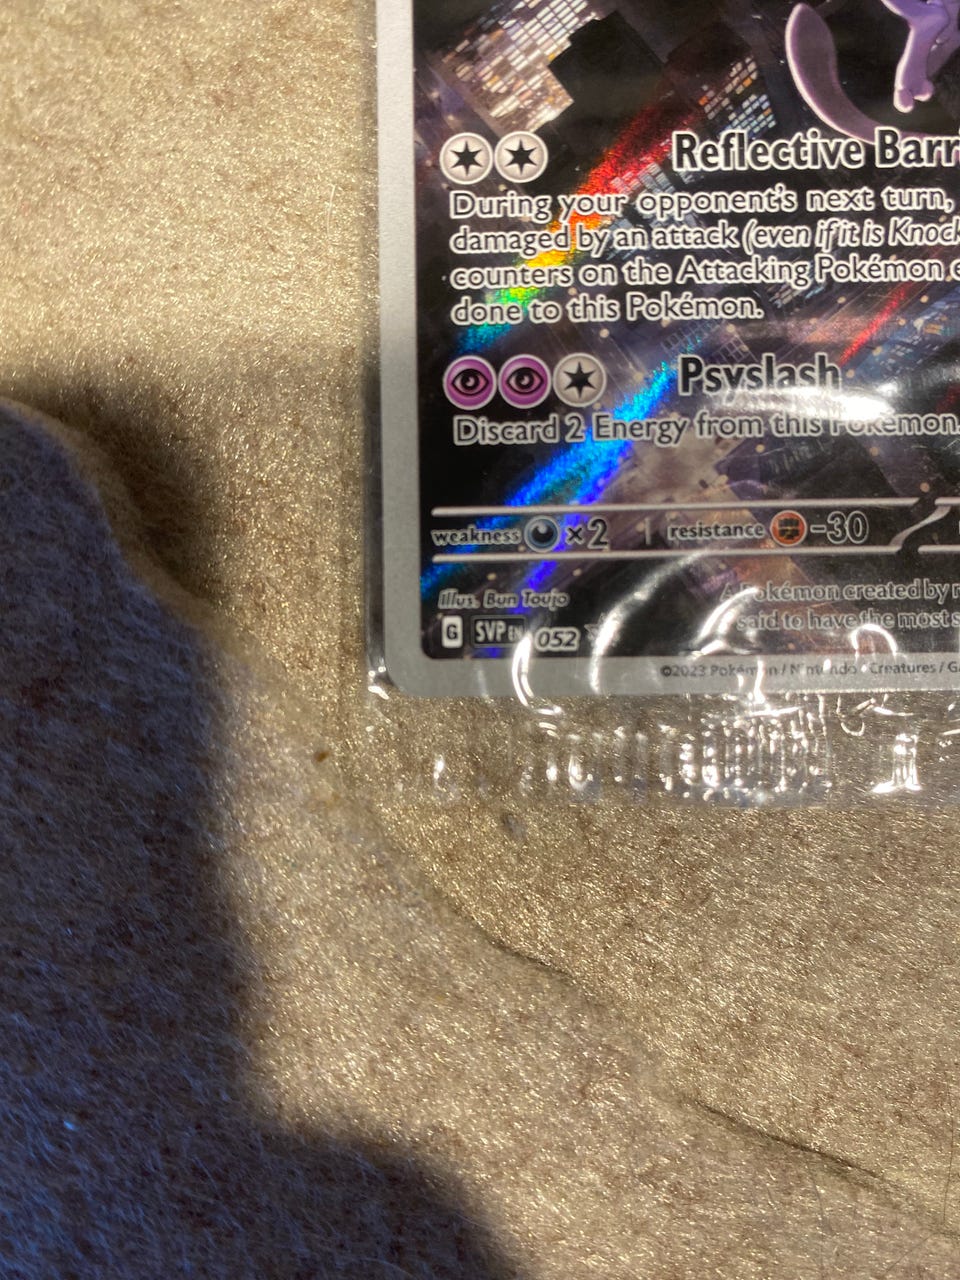 Reflective Barri
During your opponent's next turn,
damaged by an attack (even if it is Knock
counters on the Attacking Pokémon e
done to this Pokémon.
Psyslash
Discard 2 Energy from this Pokémon.
weakness ×2 resistance -30
Illus. Bun Toujo
A Pokémon created by r
said to have the most s
G SVP EN 052
©2023 Pokémon / Nintendo / Creatures / GA